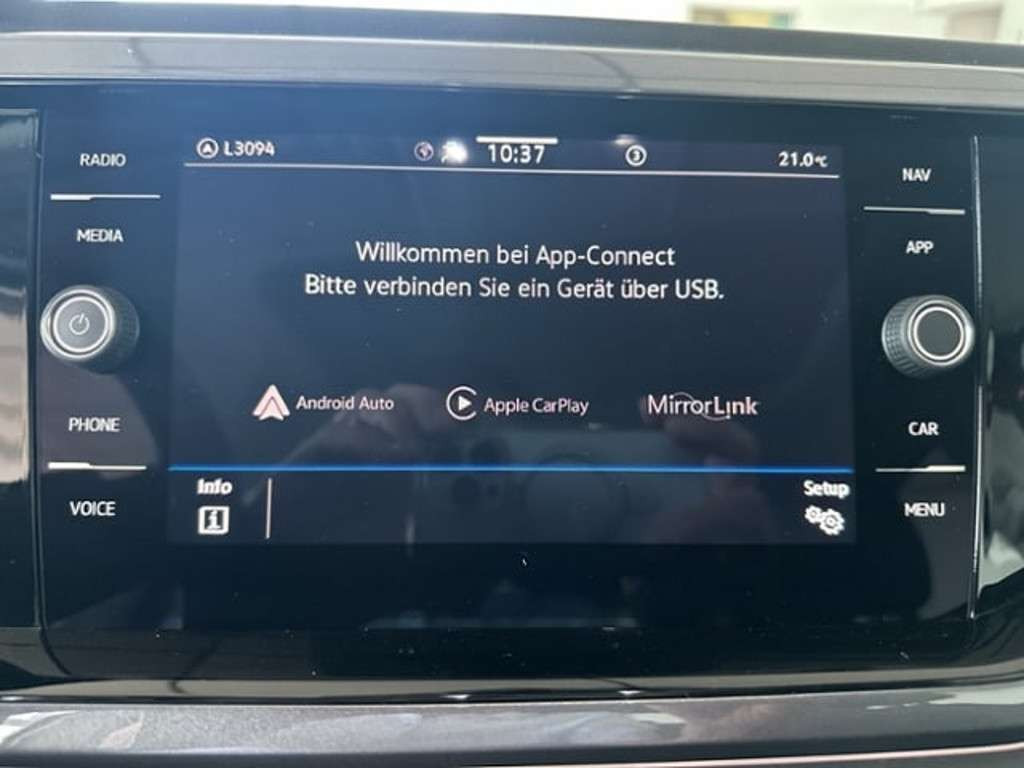 RADIO
MEDIA
PHONE
VOICE
A L3094
10:37
3
21.0°C
Willkommen bei App-Connect
Bitte verbinden Sie ein Gerät über USB.
Android Auto
Apple CarPlay
MirrorLink
Info
i
Setup
NAV
APP
CAR
MENU